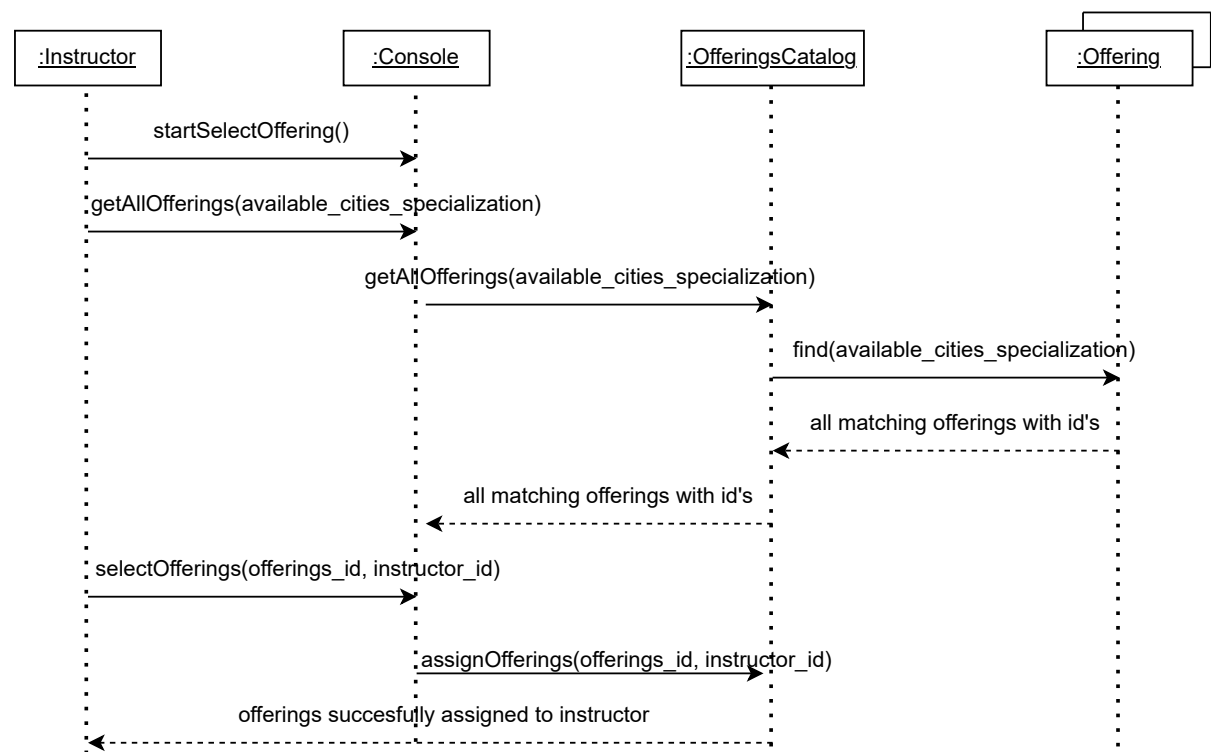 :Instructor
:Console
:OfferingsCatalog
:Offering
startSelectOffering()
getAllOfferings(available_cities_specialization)
getAllOfferings(available_cities_specialization)
find(available_cities_specialization)
all matching offerings with id's
all matching offerings with id's
selectOfferings(offerings_id, instructor_id)
assignOfferings(offerings_id, instructor_id)
offerings succesfully assigned to instructor